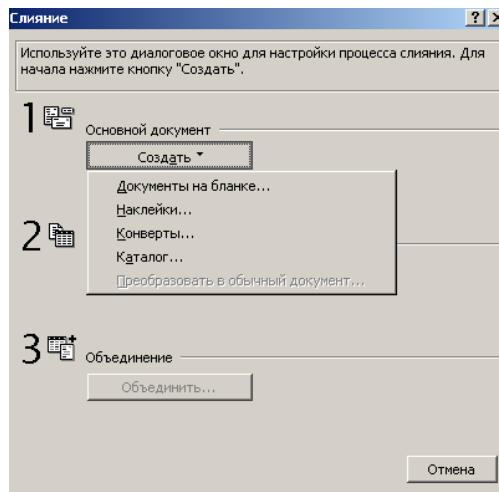 Слияние
Используйте это диалоговое окно для настройки процесса слияния. Для
начала нажмите кнопку "Создать".
1
Основной документ
Создать
Документы на бланке...
Наклейки...
Конверты...
Каталог...
Преобразовать в обычный документ...
2
3
Объединение
Объединить...
Отмена